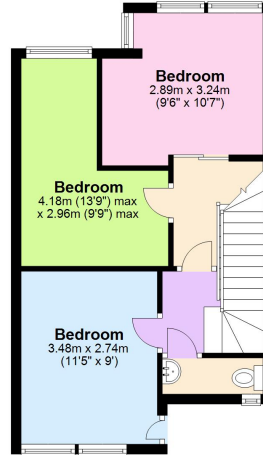 Bedroom
2.89m x 3.24m
(9'6" x 10'7")
Bedroom
4.18m (13'9") max
x 2.96m (9'9") max
Bedroom
3.48m x 2.74m
(11'5" x 9')